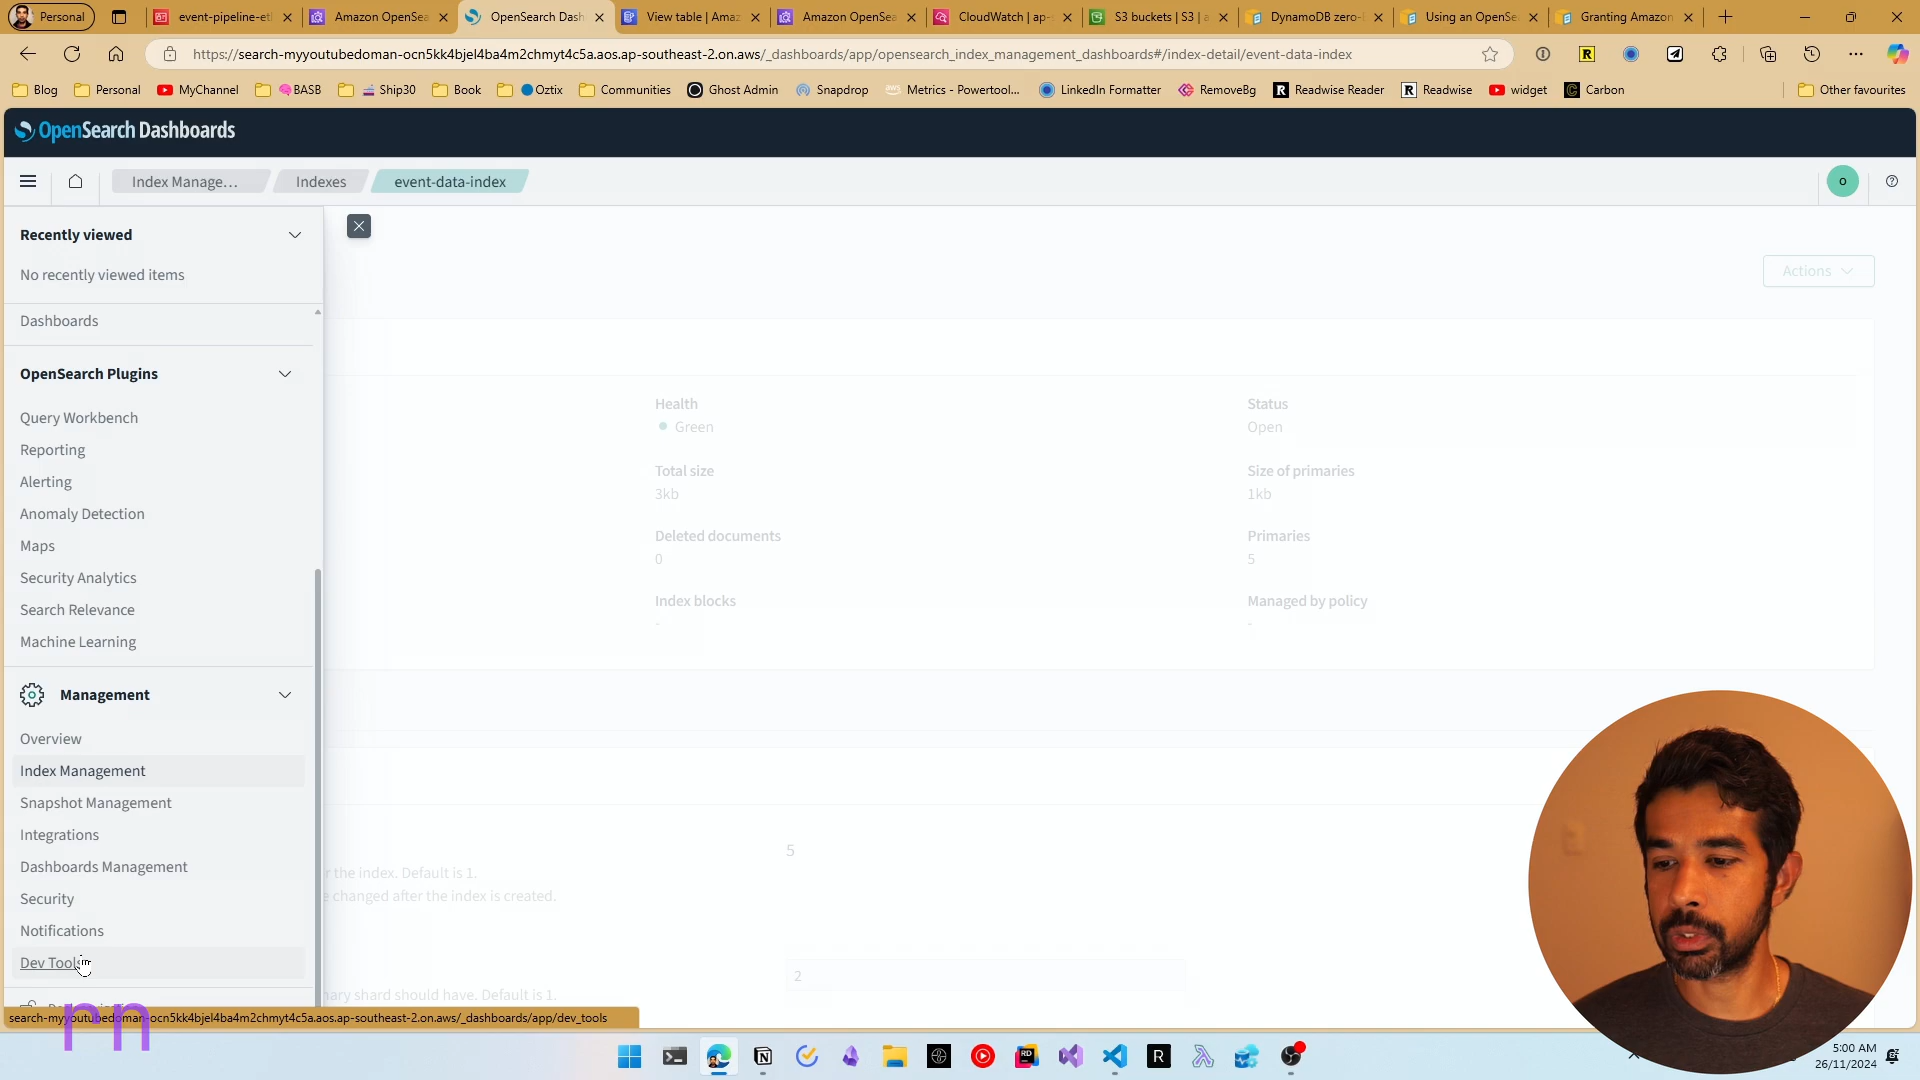 Personal
event-pipeline-et
Amazon OpenSea
OpenSearch Dash
View table | Amaz
Amazon OpenSea
CloudWatch | ap-s
S3 buckets | S3 | a
DynamoDB zero-
Using an OpenSe
Granting Amazon
https://search-myyoutubedoman-ocn5kk4bjel4ba4m2chmyt4c5a.aos.ap-southeast-2.on.aws/_dashboards/app/opensearch_index_management_dashboards#/index-detail/event-data-index
Blog
Personal
MyChannel
BASB
Ship30
Book
Oztix
Communities
Ghost Admin
Snapdrop
Metrics - Powertool...
LinkedIn Formatter
RemoveBg
Readwise Reader
Readwise
widget
Carbon
Other favourites
OpenSearch Dashboards
Index Manage…
Indexes
event-data-index
o
Recently viewed
No recently viewed items
Actions
Dashboards
OpenSearch Plugins
Query Workbench
Reporting
Alerting
Anomaly Detection
Maps
Security Analytics
Search Relevance
Machine Learning
Health
Green
Status
Open
Total size
3kb
Size of primaries
1kb
Deleted documents
0
Primaries
5
Index blocks
-
Managed by policy
-
Management
Overview
Index Management
Snapshot Management
Integrations
Dashboards Management
Security
Notifications
Dev Tools
5
r the index. Default is 1.
e changed after the index is created.
2
nary shard should have. Default is 1.
search-myyoutubedoman-ocn5kk4bjel4ba4m2chmyt4c5a.aos.ap-southeast-2.on.aws/_dashboards/app/dev_tools
rn
5:00 AM
26/11/2024